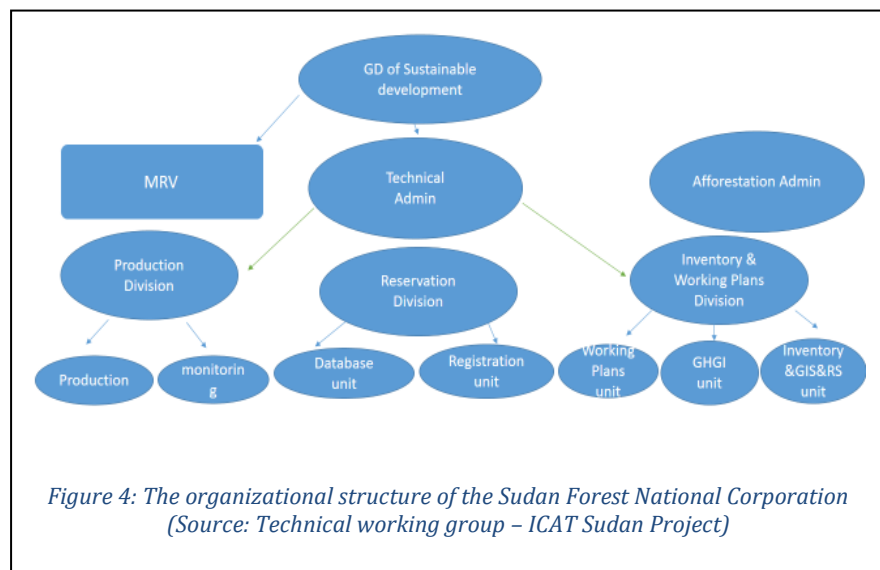 GD of Sustainable
development
MRV
Technical
Admin
Afforestation Admin
Production
Division
Reservation
Division
Inventory &
Working Plans
Division
Production
monitorin
g
Database
unit
Registration
unit
Working
Plans
unit
GHGI
unit
Inventory
&GIS&RS
unit
Figure 4: The organizational structure of the Sudan Forest National Corporation
(Source: Technical working group – ICAT Sudan Project)